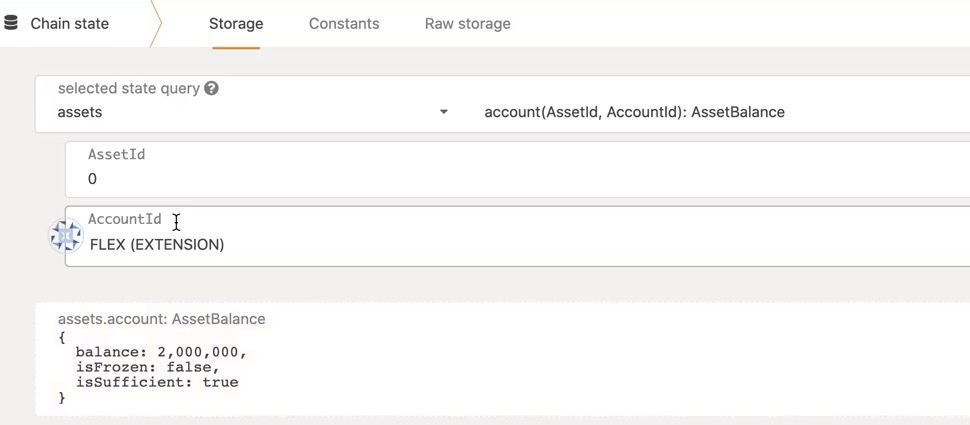 Chain state Storage Constants Raw storage
selected state query ?
assets account(AssetId, AccountId): AssetBalance
AssetId
0
AccountId
FLEX (EXTENSION)
assets.account: AssetBalance
{
balance: 2,000,000,
isFrozen: false,
isSufficient: true
}